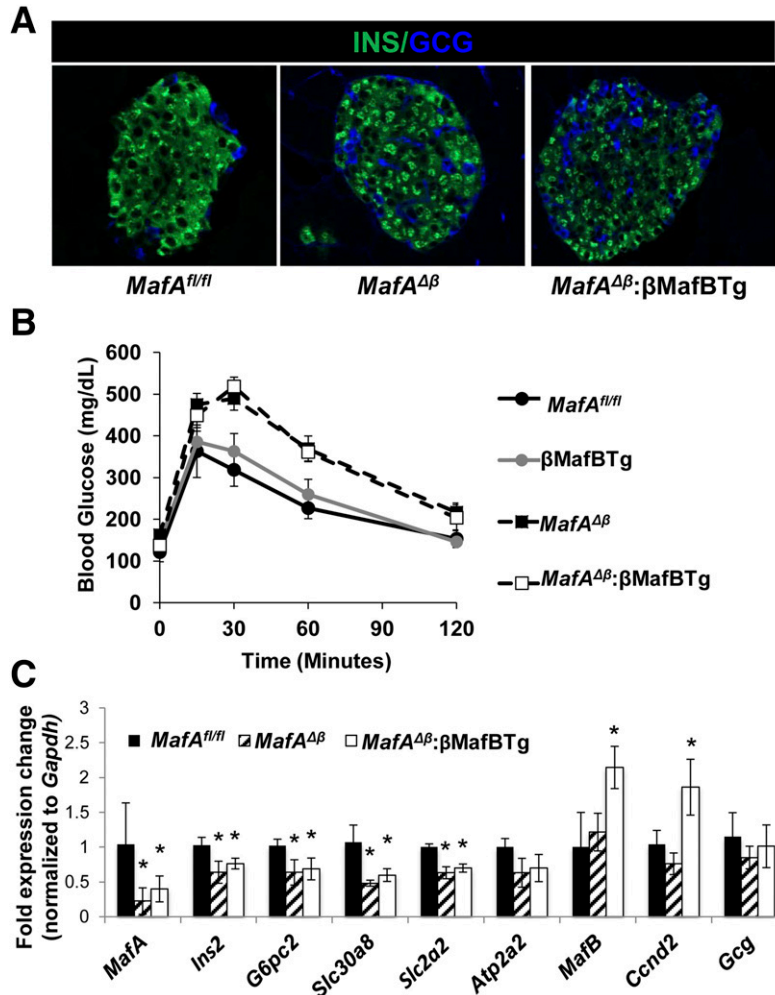 A
INS/GCG
MafAfl/fl
MafAΔβ
MafAΔβ:βMafBTg
B
600
500
400
300
200
100
0
Blood Glucose (mg/dL)
0 30 60 90 120
Time (Minutes)
MafAfl/fl
βMafBTg
MafAΔβ
MafAΔβ:βMafBTg
C
Fold expression change
(normalized to Gapdh)
3
2.5
2
1.5
1
0.5
0
MafAfl/fl MafAΔβ MafAΔβ:βMafBTg
* * * * * * * * * * * *
MafA Ins2 G6pc2 Slc30a8 Slc2a2 Atp2a2 MafB Ccnd2 Gcg